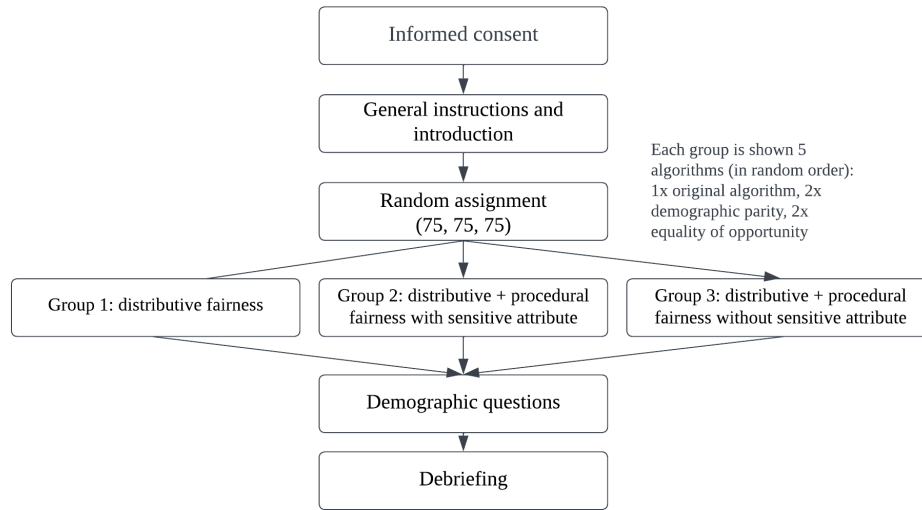 Informed consent
General instructions and
introduction
Each group is shown 5
algorithms (in random order):
1x original algorithm, 2x
demographic parity, 2x
equality of opportunity
Random assignment
(75, 75, 75)
Group 1: distributive fairness
Group 2: distributive + procedural
fairness with sensitive attribute
Group 3: distributive + procedural
fairness without sensitive attribute
Demographic questions
Debriefing